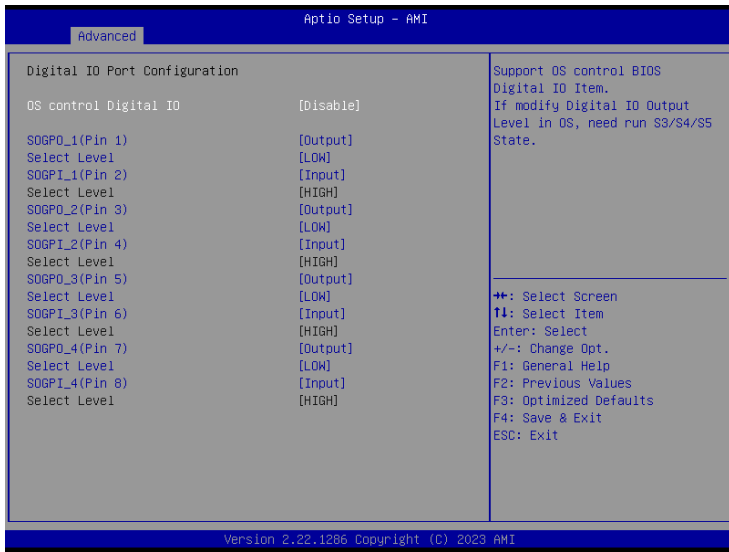 Aptio Setup - AMI
Advanced
Digital IO Port Configuration
OS control Digital IO [Disable]
SOGPO_1(Pin 1) [Output]
Select Level [LOW]
SOGPI_1(Pin 2) [Input]
Select Level [HIGH]
SOGPO_2(Pin 3) [Output]
Select Level [LOW]
SOGPI_2(Pin 4) [Input]
Select Level [HIGH]
SOGPO_3(Pin 5) [Output]
Select Level [LOW]
SOGPI_3(Pin 6) [Input]
Select Level [HIGH]
SOGPO_4(Pin 7) [Output]
Select Level [LOW]
SOGPI_4(Pin 8) [Input]
Select Level [HIGH]
Support OS control BIOS
Digital IO Item.
If modify Digital IO Output
Level in OS, need run S3/S4/S5
State.
→←: Select Screen
↑↓: Select Item
Enter: Select
+/-: Change Opt.
F1: General Help
F2: Previous Values
F3: Optimized Defaults
F4: Save & Exit
ESC: Exit
Version 2.22.1286 Copyright (C) 2023 AMI